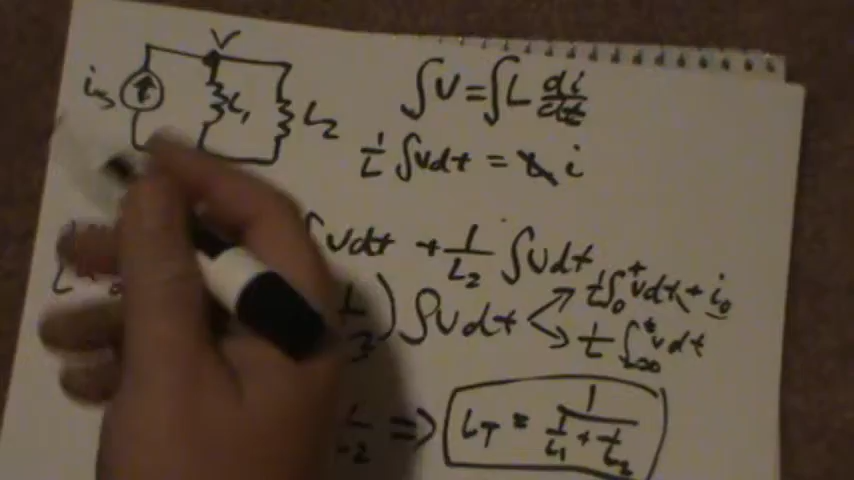 V
is
L1
L2
∫V = ∫L di/dt
1/L ∫vdt = i
∫vdt + 1/L2 ∫vdt
) ∫vdt < 1/L ∫0^t vdt + i0
1/L ∫-∞^t vdt
=> LT = 1/(1/L1 + 1/L2)